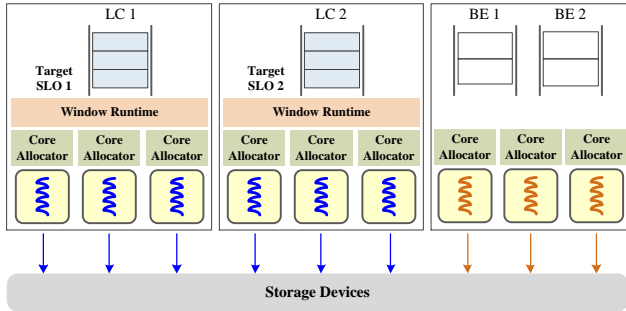 LC 1
LC 2
BE 1
BE 2
Target
SLO 1
Target
SLO 2
Window Runtime
Window Runtime
Core
Allocator
Core
Allocator
Core
Allocator
Core
Allocator
Core
Allocator
Core
Allocator
Core
Allocator
Core
Allocator
Core
Allocator
Storage Devices